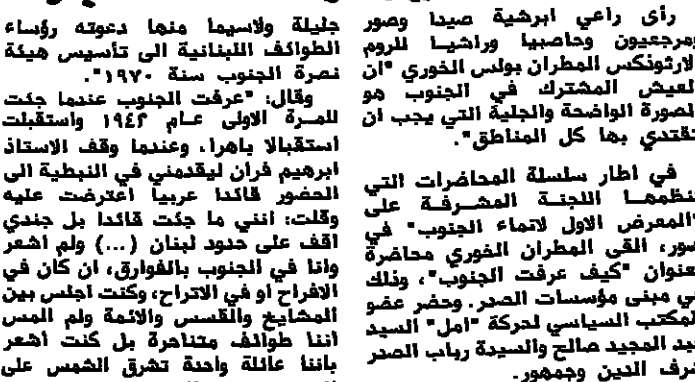 رأى راعي ابرشية صيدا وصور
ومرجعيون وحاصبيا وراشيا للروم
الارثوذكس المطران بولس الخوري "ان
العيش المشترك في الجنوب هو
الصورة الواضحة والجلية التي يجب ان
تقتدي بها كل المناطق".
في اطار سلسلة المحاضرات التي
نظمها اللجنة المشرفة على
"المعرض الاول لانماء الجنوب" في
صور، القى المطران الخوري محاضرة
بعنوان "كيف عرفت الجنوب"، وذلك
في مبنى مؤسسات الصدر. وحضر عضو
المكتب السياسي لحركة "امل" السيد
عبد المجيد صالح والسيدة رباب الصدر
شرف الدين وجمهور.
جليلة ولاسيما منها دعوته رؤساء
الطوائف اللبنانية الى تأسيس هيئة
نصرة الجنوب سنة ١٩٧٠".
وقال: "عرفت الجنوب عندما جئت
للمرة الاولى عام ١٩٤٢ واستقبلت
استقبالا باهرا، وعندما وقف الاستاذ
ابرهيم فران ليقدمني في النبطية الى
الحضور قائدا عربيا اعترضت عليه
وقلت: انني ما جئت قائدا بل جندي
اقف على حدود لبنان (...) ولم اشعر
وانا في الجنوب بالفوارق، ان كان في
الافراح او في الاتراح، وكنت اجلس بين
المشايخ والقسس والائمة ولم المس
اننا طوائف متناحرة بل كنت أشعر
باننا عائلة واحدة تشرق الشمس على